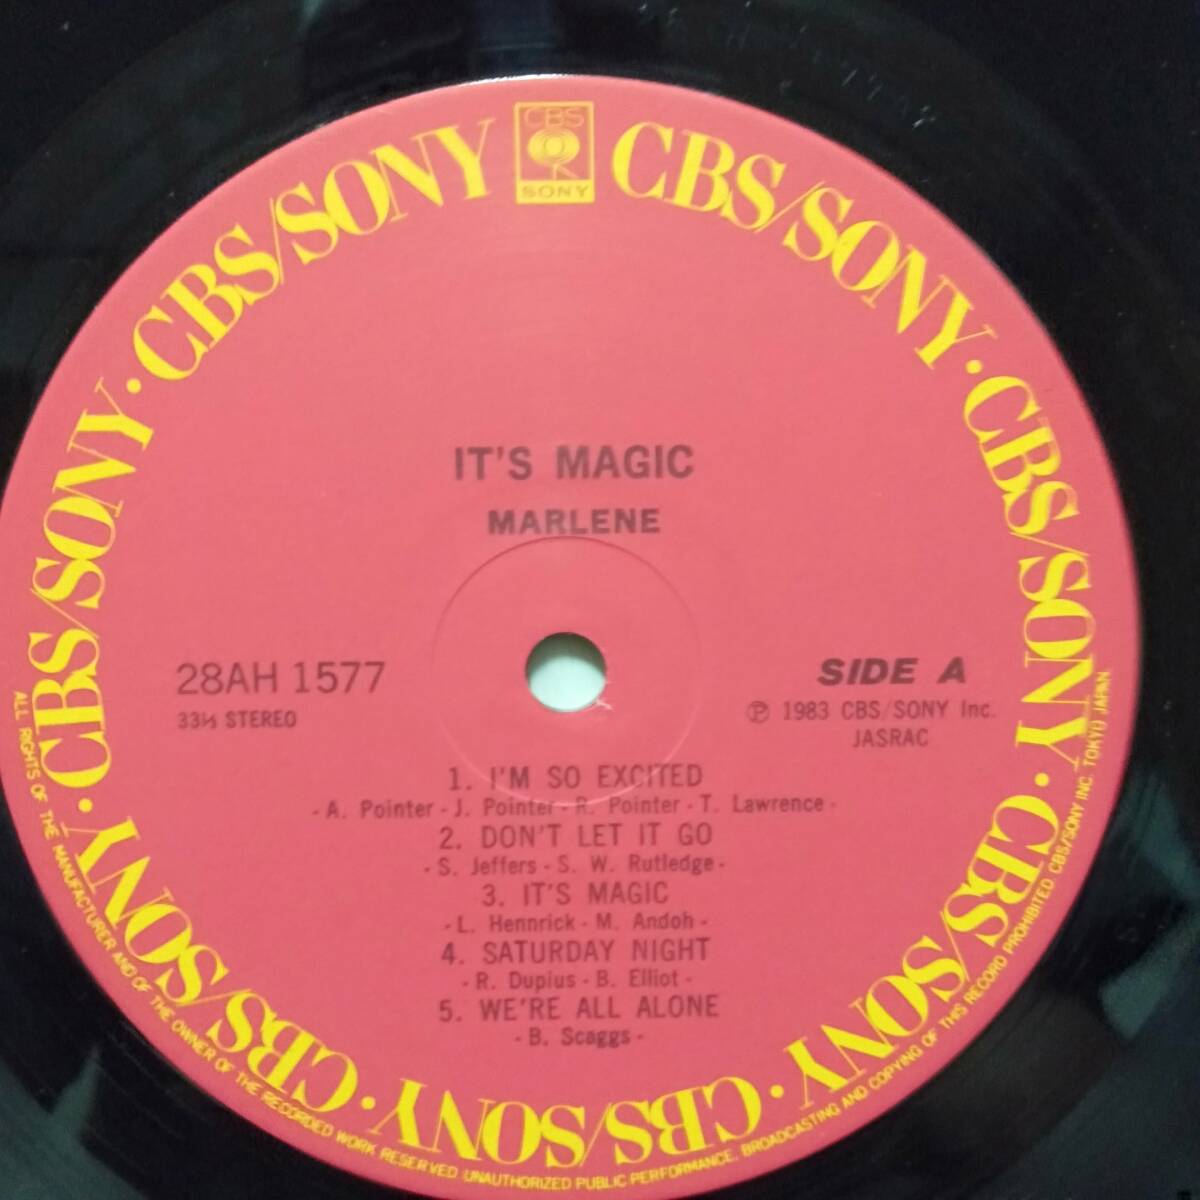 CBS
SONY
CBS/SONY · CBS/SONY · CBS/SONY · CBS/SONY · CBS/SONY · CBS/SONY · CBS/SONY · CBS/SONY
IT'S MAGIC
MARLENE
28AH 1577
33⅓ STEREO
SIDE A
℗ 1983 CBS/SONY Inc.
JASRAC
1. I'M SO EXCITED
- A. Pointer - J. Pointer - R. Pointer - T. Lawrence -
2. DON'T LET IT GO
- S. Jeffers - S. W. Rutledge -
3. IT'S MAGIC
- L. Hennrick - M. Andoh -
4. SATURDAY NIGHT
- R. Dupius - B. Elliot -
5. WE'RE ALL ALONE
- B. Scaggs -
ALL RIGHTS OF THE MANUFACTURER AND OF THE OWNER OF THE RECORDED WORK RESERVED UNAUTHORIZED PUBLIC PERFORMANCE, BROADCASTING AND COPYING OF THIS RECORD PROHIBITED CBS/SONY INC. TOKYO JAPAN